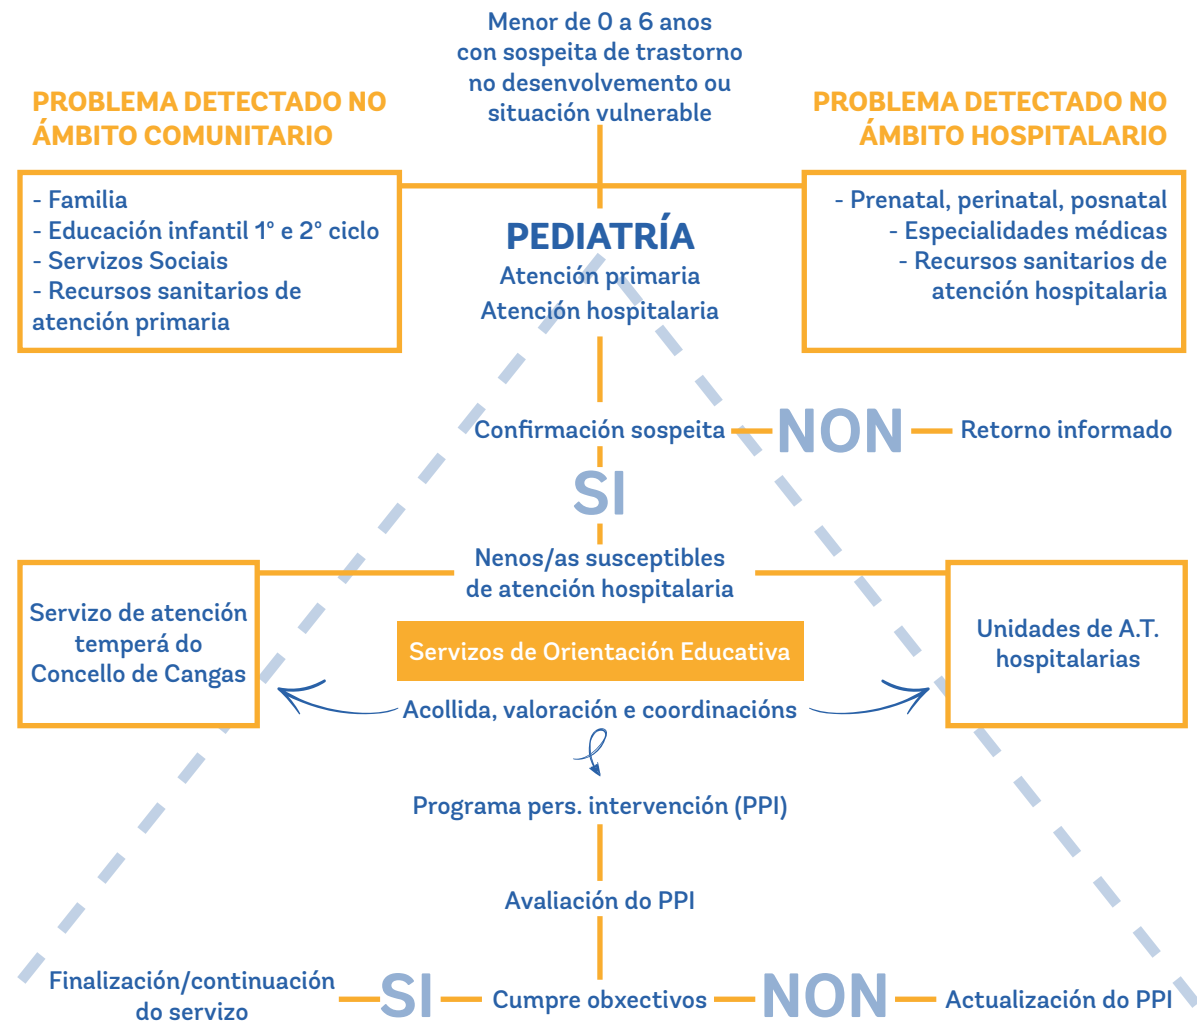 Menor de 0 a 6 anos
con sospeita de trastorno
no desenvolvemento ou
situación vulnerable
PROBLEMA DETECTADO NO
ÁMBITO COMUNITARIO
- Familia
- Educación infantil 1º e 2º ciclo
- Servizos Sociais
- Recursos sanitarios de
atención primaria
PROBLEMA DETECTADO NO
ÁMBITO HOSPITALARIO
- Prenatal, perinatal, posnatal
- Especialidades médicas
- Recursos sanitarios de
atención hospitalaria
PEDIATRÍA
Atención primaria
Atención hospitalaria
Confirmación sospeita
NON
Retorno informado
SI
Nenos/as susceptibles
de atención hospitalaria
Servizo de atención
temperá do
Concello de Cangas
Servizos de Orientación Educativa
Unidades de A.T.
hospitalarias
Acollida, valoración e coordinacións
Programa pers. intervención (PPI)
Avaliación do PPI
Finalización/continuación
do servizo
SI
Cumpre obxectivos
NON
Actualización do PPI